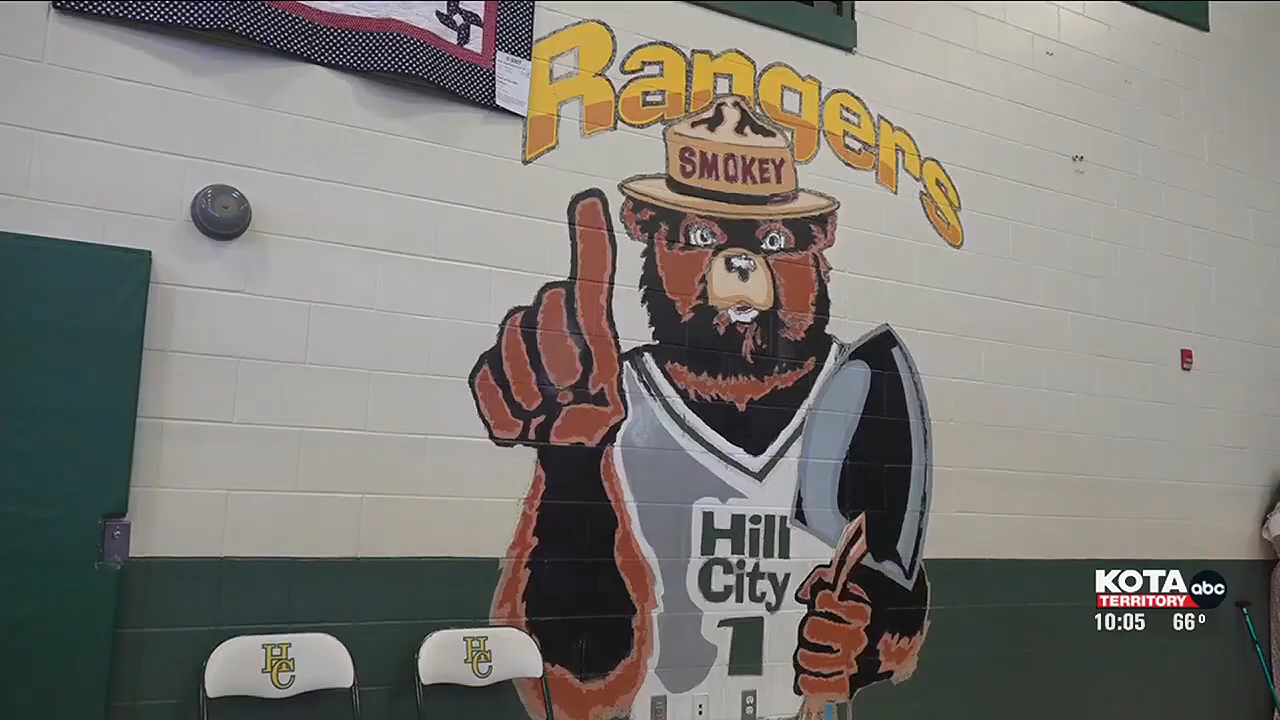 Rangers
SMOKEY
Hill
City
1
HC
HC
KOTA abc
TERRITORY
10:05 66°